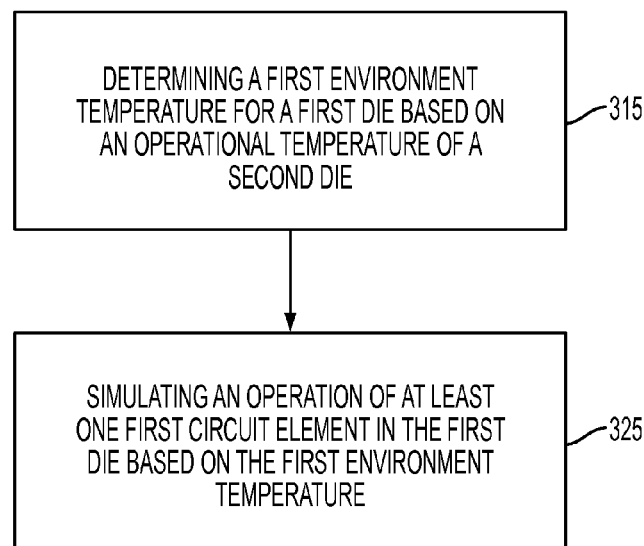 DETERMINING A FIRST ENVIRONMENT
TEMPERATURE FOR A FIRST DIE BASED ON
AN OPERATIONAL TEMPERATURE OF A
SECOND DIE
315
SIMULATING AN OPERATION OF AT LEAST
ONE FIRST CIRCUIT ELEMENT IN THE FIRST
DIE BASED ON THE FIRST ENVIRONMENT
TEMPERATURE
325